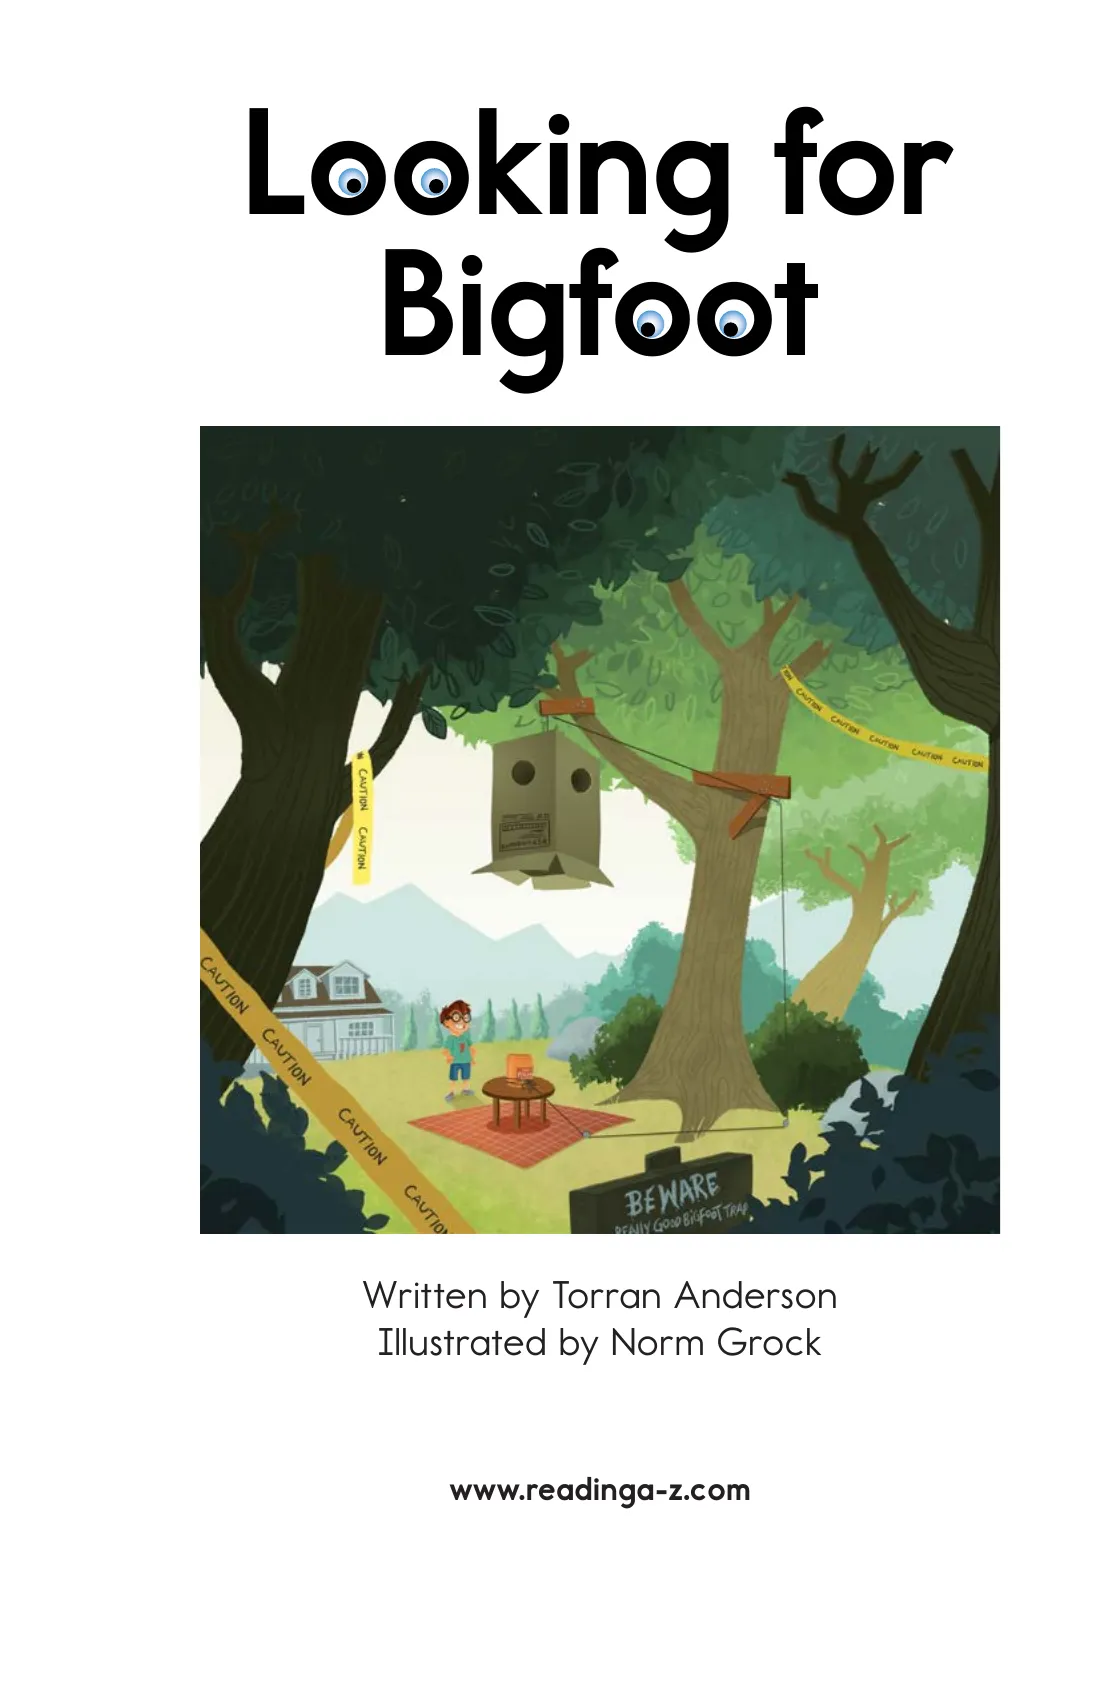 Looking for
Bigfoot
CAUTION CAUTION CAUTION CAUTION CAUTION
CAUTION
CAUTION
CAUTION
CAUTION
CAUTION
CAUTION
BEWARE
REALLY GOOD BIGFOOT TRAP
Written by Torran Anderson
Illustrated by Norm Grock
www.readinga-z.com